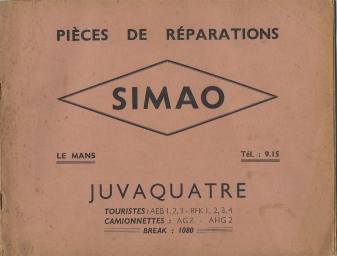 PIÈCES DE RÉPARATIONS
SIMAO
LE MANS
Tél. : 9.15
JUVAQUATRE
TOURISTES : AEB 1, 2, 3 - BFK 1, 2, 3, 4
CAMIONNETTES : AG2 - AHG 2
BREAK : 1080